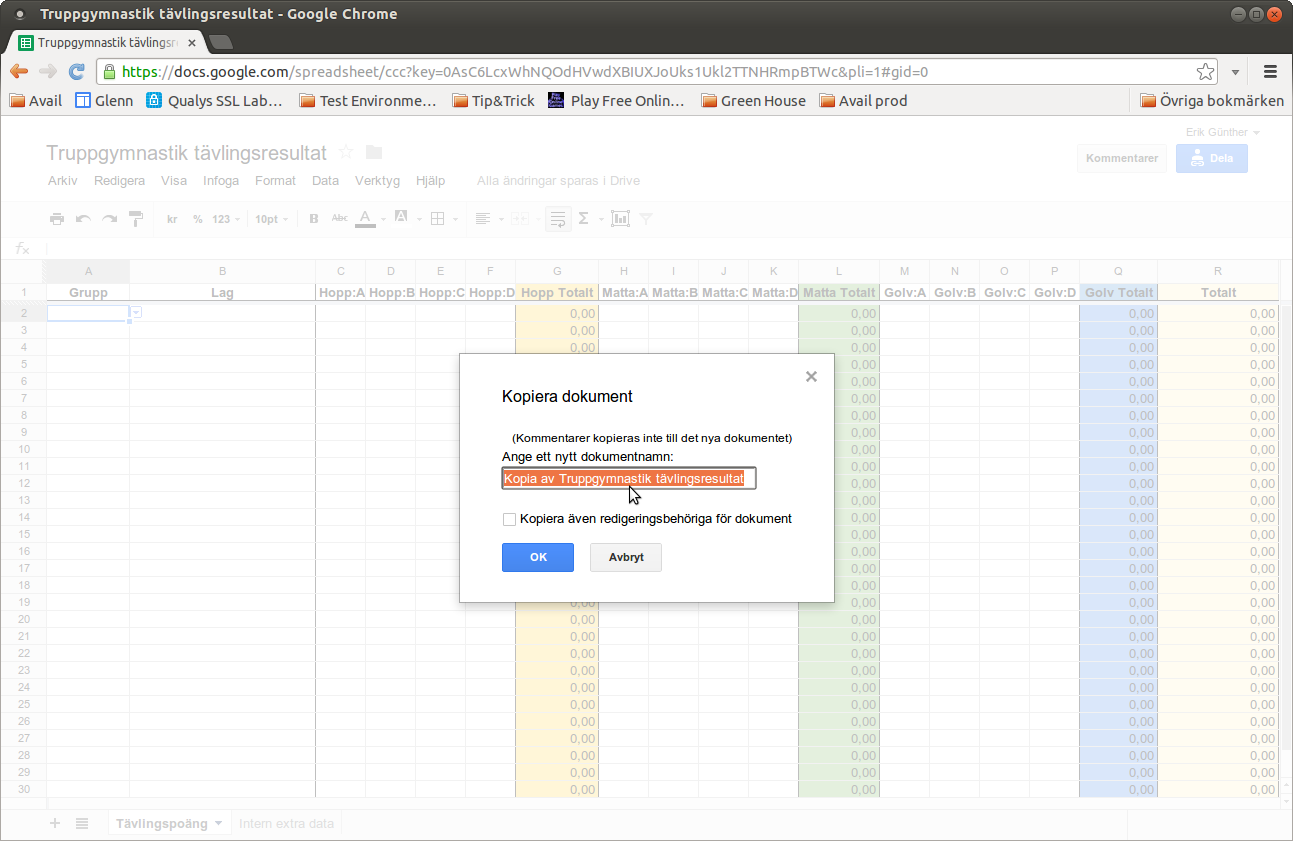 Truppgymnastik tävlingsresultat - Google Chrome
Truppgymnastik tävlingsr
https://docs.google.com/spreadsheet/ccc?key=0AsC6LcxWhNQOdHVwdXBIUXJoUks1Ukl2TTNHRmpBTWc&pli=1#gid=0
Avail Glenn Qualys SSL Lab... Test Environme... Tip&Trick Play Free Onlin... Green House Avail prod Övriga bokmärken
Erik Günther
Truppgymnastik tävlingsresultat
Kommentarer Dela
Arkiv Redigera Visa Infoga Format Data Verktyg Hjälp Alla ändringar sparas i Drive
kr % 123 10pt B Abc A A Σ
fx
A B C D E F G H I J K L M N O P Q R
1 Grupp Lag Hopp:A Hopp:B Hopp:C Hopp:D Hopp Totalt Matta:A Matta:B Matta:C Matta:D Matta Totalt Golv:A Golv:B Golv:C Golv:D Golv Totalt Totalt
2 0,00 0,00 0,00 0,00
3 0,00 0,00 0,00 0,00
4 0,00 0,00 0,00 0,00
5 0,00 0,00 0,00
6 0,00 0,00 0,00
7 0,00 0,00 0,00
8 0,00 0,00 0,00
9 0,00 0,00 0,00
10 0,00 0,00 0,00
11 0,00 0,00 0,00
12 0,00 0,00 0,00
13 0,00 0,00 0,00
14 0,00 0,00 0,00
15 0,00 0,00 0,00
16 0,00 0,00 0,00
17 0,00 0,00 0,00
18 0,00 0,00 0,00
19 0,00 0,00 0,00 0,00
20 0,00 0,00 0,00 0,00
21 0,00 0,00 0,00 0,00
22 0,00 0,00 0,00 0,00
23 0,00 0,00 0,00 0,00
24 0,00 0,00 0,00 0,00
25 0,00 0,00 0,00 0,00
26 0,00 0,00 0,00 0,00
27 0,00 0,00 0,00 0,00
28 0,00 0,00 0,00 0,00
29 0,00 0,00 0,00 0,00
30 0,00 0,00 0,00 0,00
Kopiera dokument
(Kommentarer kopieras inte till det nya dokumentet)
Ange ett nytt dokumentnamn:
Kopia av Truppgymnastik tävlingsresultat
Kopiera även redigeringsbehöriga för dokument
OK Avbryt
Tävlingspoäng Intern extra data